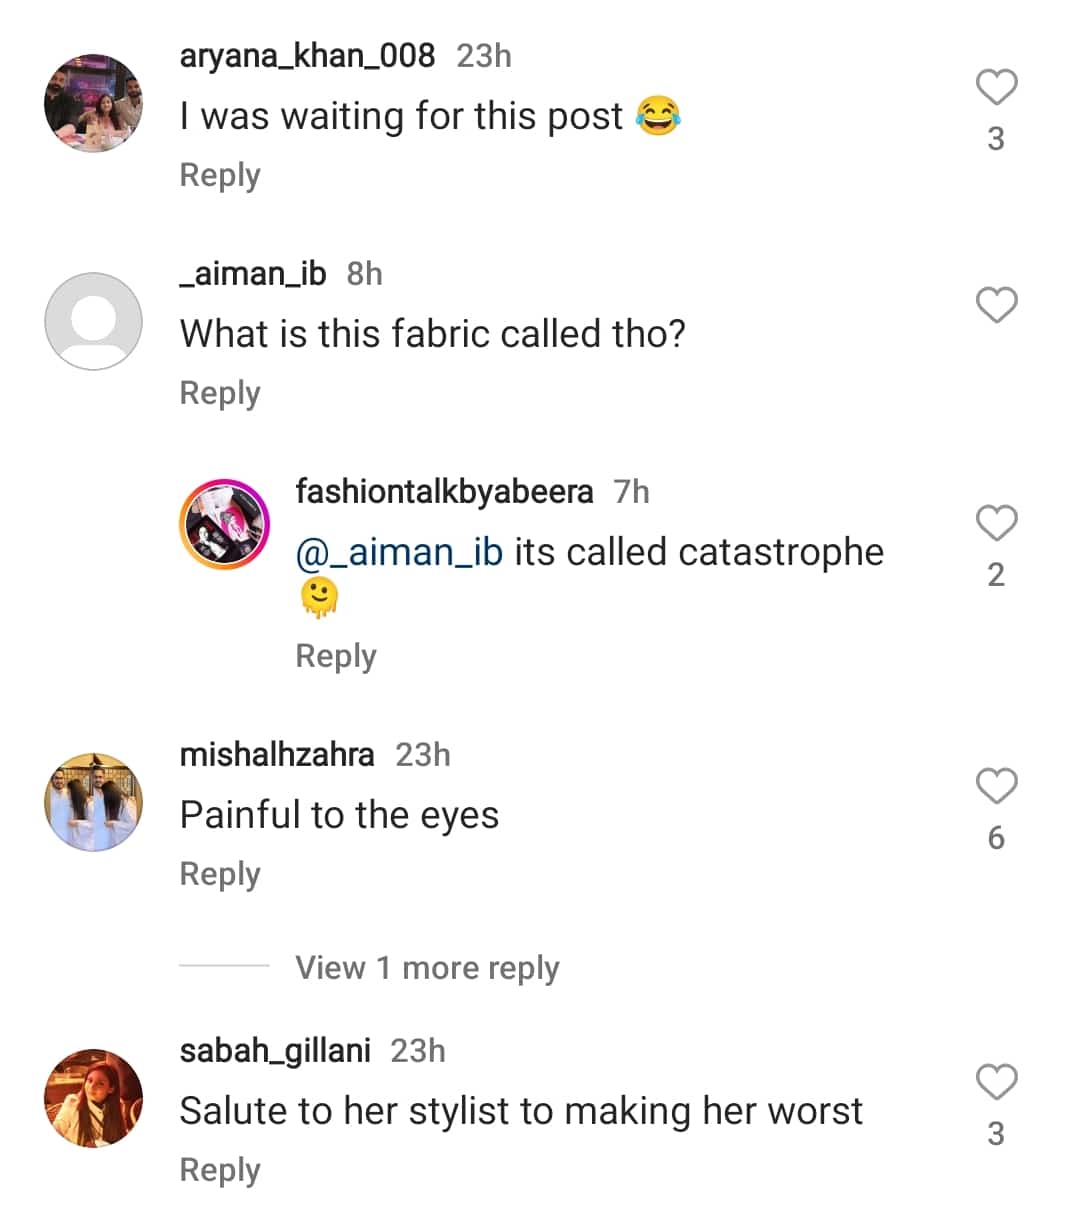 aryana_khan_008 23h
I was waiting for this post 😂
3
Reply
_aiman_ib 8h
What is this fabric called tho?
Reply
fashiontalkbyabeera 7h
@_aiman_ib its called catastrophe
🫠
2
Reply
mishalhzahra 23h
Painful to the eyes
6
Reply
View 1 more reply
sabah_gillani 23h
Salute to her stylist to making her worst
3
Reply